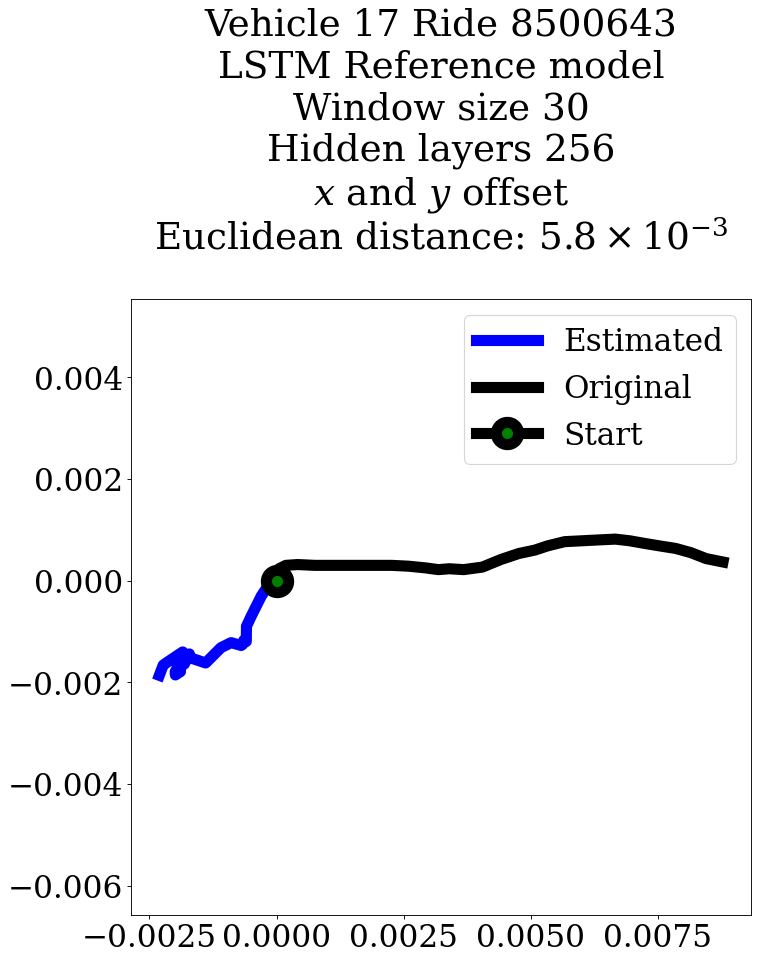 Vehicle 17 Ride 8500643
LSTM Reference model
Window size 30
Hidden layers 256
x and y offset
Euclidean distance: 5.8 × 10⁻³
Estimated
Original
Start
0.004
0.002
0.000
−0.002
−0.004
−0.006
−0.0025 0.0000 0.0025 0.0050 0.0075